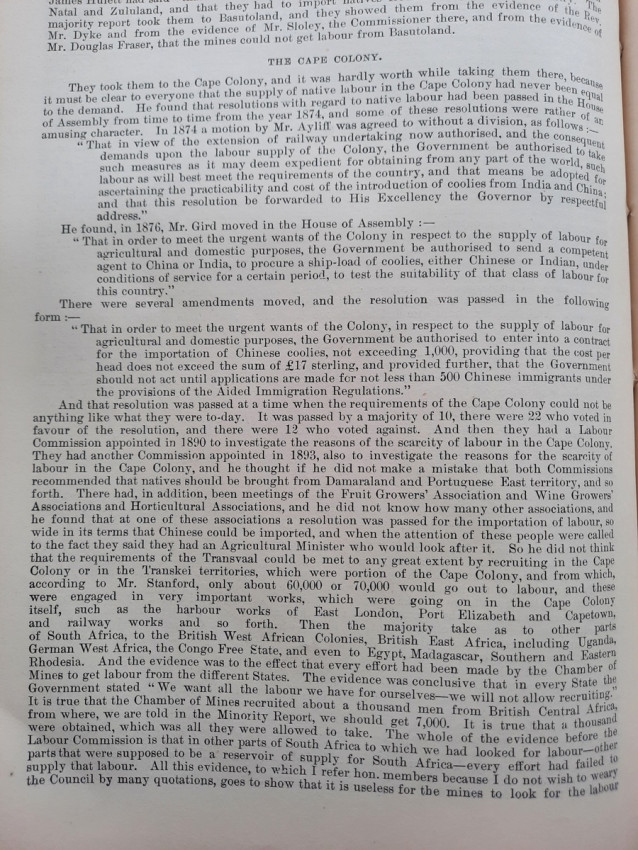 James Hulett had said
Natal and Zululand, and that they had to import natives The
majority report took them to Basutoland, and they showed them from the evidence of the Rev.
Mr. Dyke and from the evidence of Mr. Sloley, the Commissioner there, and from the evidence of
Mr. Douglas Fraser, that the mines could not get labour from Basutoland.
THE CAPE COLONY.
They took them to the Cape Colony, and it was hardly worth while taking them there, because
it must be clear to everyone that the supply of native labour in the Cape Colony had never been equal
to the demand. He found that resolutions with regard to native labour had been passed in the House
of Assembly from time to time from the year 1874, and some of these resolutions were rather of an
amusing character. In 1874 a motion by Mr. Ayliff was agreed to without a division, as follows :—
“That in view of the extension of railway undertaking now authorised, and the consequent
demands upon the labour supply of the Colony, the Government be authorised to take
such measures as it may deem expedient for obtaining from any part of the world, such
labour as will best meet the requirements of the country, and that means be adopted for
ascertaining the practicability and cost of the introduction of coolies from India and China;
and that this resolution be forwarded to His Excellency the Governor by respectful
address.”
He found, in 1876, Mr. Gird moved in the House of Assembly :—
“That in order to meet the urgent wants of the Colony in respect to the supply of labour for
agricultural and domestic purposes, the Government be authorised to send a competent
agent to China or India, to procure a ship-load of coolies, either Chinese or Indian, under
conditions of service for a certain period, to test the suitability of that class of labour for
this country.”
There were several amendments moved, and the resolution was passed in the following
form :—
“That in order to meet the urgent wants of the Colony, in respect to the supply of labour for
agricultural and domestic purposes, the Government be authorised to enter into a contract
for the importation of Chinese coolies, not exceeding 1,000, providing that the cost per
head does not exceed the sum of £17 sterling, and provided further, that the Government
should not act until applications are made for not less than 500 Chinese immigrants under
the provisions of the Aided Immigration Regulations.”
And that resolution was passed at a time when the requirements of the Cape Colony could not be
anything like what they were to-day. It was passed by a majority of 10, there were 22 who voted in
favour of the resolution, and there were 12 who voted against. And then they had a Labour
Commission appointed in 1890 to investigate the reasons of the scarcity of labour in the Cape Colony.
They had another Commission appointed in 1893, also to investigate the reasons for the scarcity of
labour in the Cape Colony, and he thought if he did not make a mistake that both Commissions
recommended that natives should be brought from Damaraland and Portuguese East territory, and so
forth. There had, in addition, been meetings of the Fruit Growers’ Association and Wine Growers’
Associations and Horticultural Associations, and he did not know how many other associations, and
he found that at one of these associations a resolution was passed for the importation of labour, so
wide in its terms that Chinese could be imported, and when the attention of these people were called
to the fact they said they had an Agricultural Minister who would look after it. So he did not think
that the requirements of the Transvaal could be met to any great extent by recruiting in the Cape
Colony or in the Transkei territories, which were portion of the Cape Colony, and from which,
according to Mr. Stanford, only about 60,000 or 70,000 would go out to labour, and these
were engaged in very important works, which were going on in the Cape Colony
itself, such as the harbour works of East London, Port Elizabeth and Capetown,
and railway works and so forth. Then the majority take as to other parts
of South Africa, to the British West African Colonies, British East Africa, including Uganda,
German West Africa, the Congo Free State, and even to Egypt, Madagascar, Southern and Eastern
Rhodesia. And the evidence was to the effect that every effort had been made by the Chamber of
Mines to get labour from the different States. The evidence was conclusive that in every State the
Government stated “We want all the labour we have for ourselves—we will not allow recruiting.”
It is true that the Chamber of Mines recruited about a thousand men from British Central Africa,
from where, we are told in the Minority Report, we should get 7,000. It is true that a thousand
were obtained, which was all they were allowed to take. The whole of the evidence before the
Labour Commission is that in other parts of South Africa to which we had looked for labour—other
parts that were supposed to be a reservoir of supply for South Africa—every effort had failed to
supply that labour. All this evidence, to which I refer hon. members because I do not wish to weary
the Council by many quotations, goes to show that it is useless for the mines to look for the labour